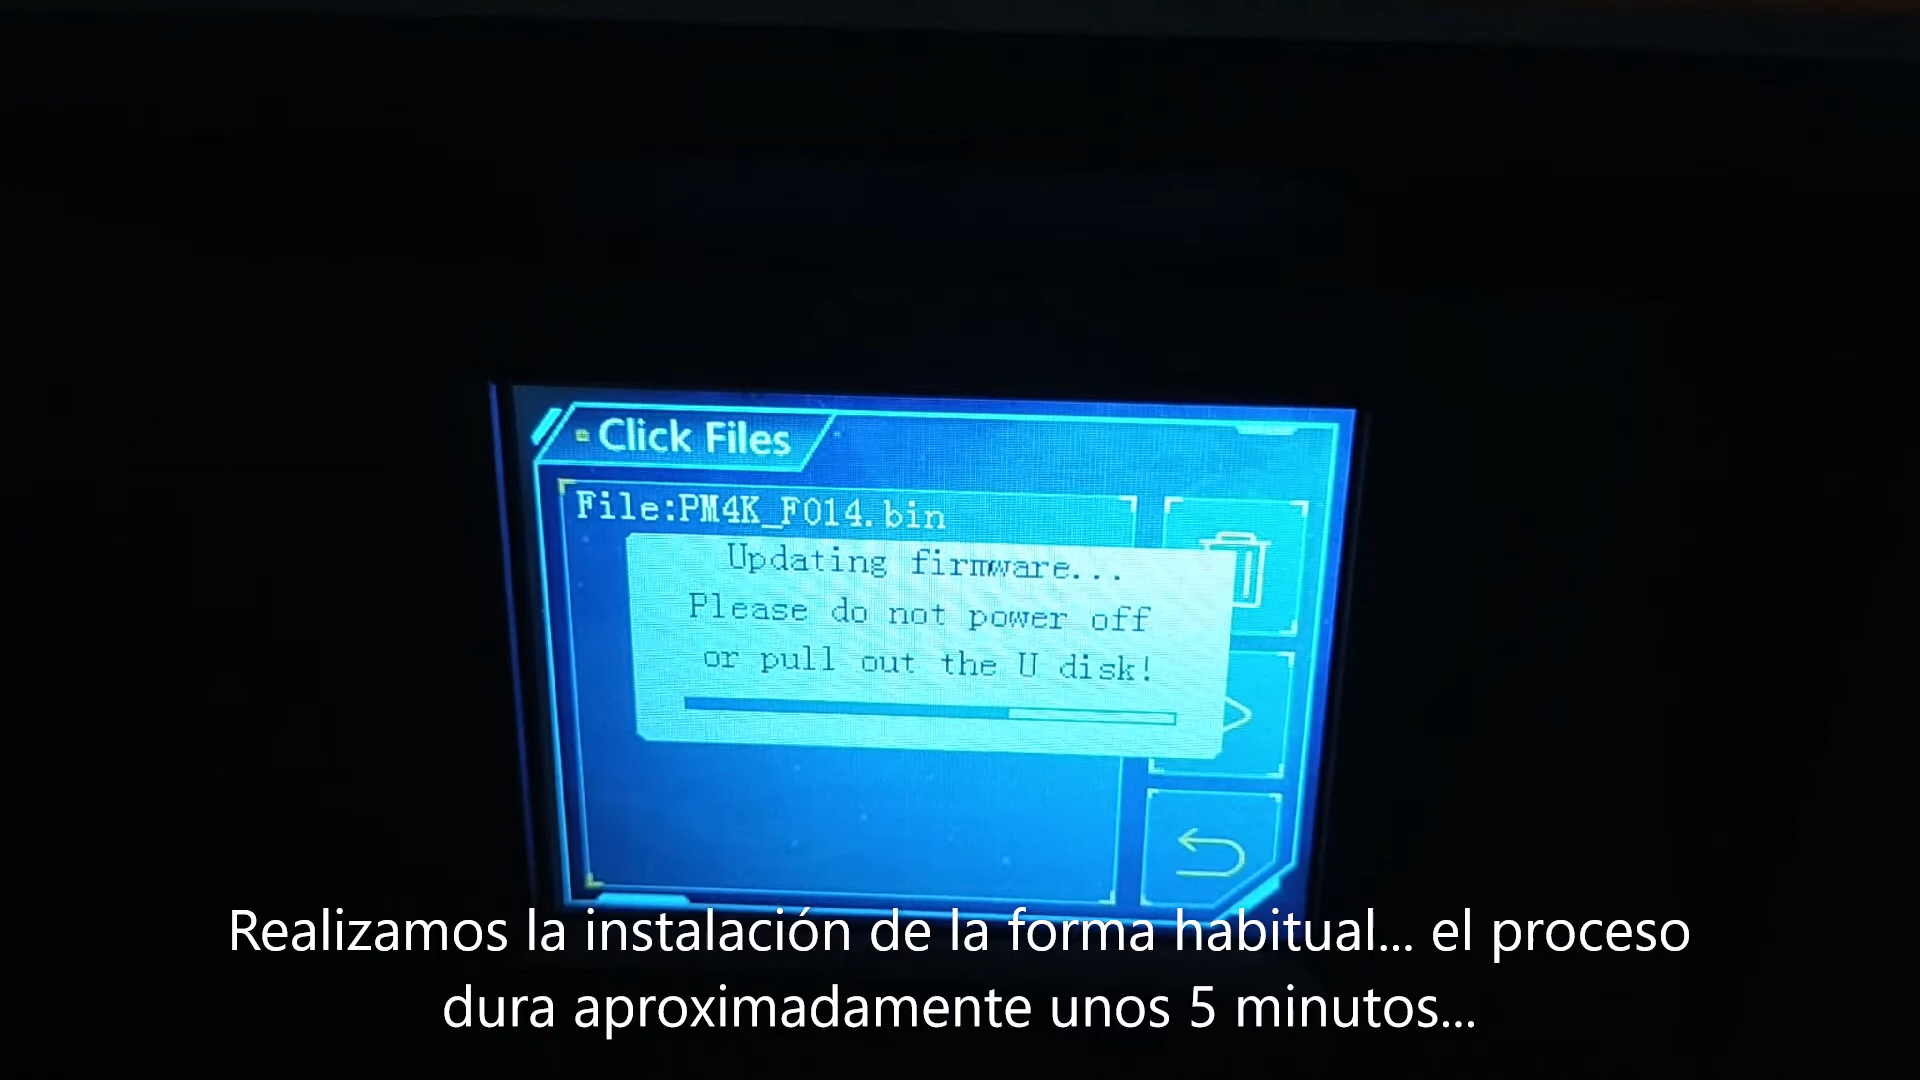 Click Files
File:PM4K_F014.bin
Updating firmware...
Please do not power off
or pull out the U disk!
Realizamos la instalación de la forma habitual... el proceso
dura aproximadamente unos 5 minutos...